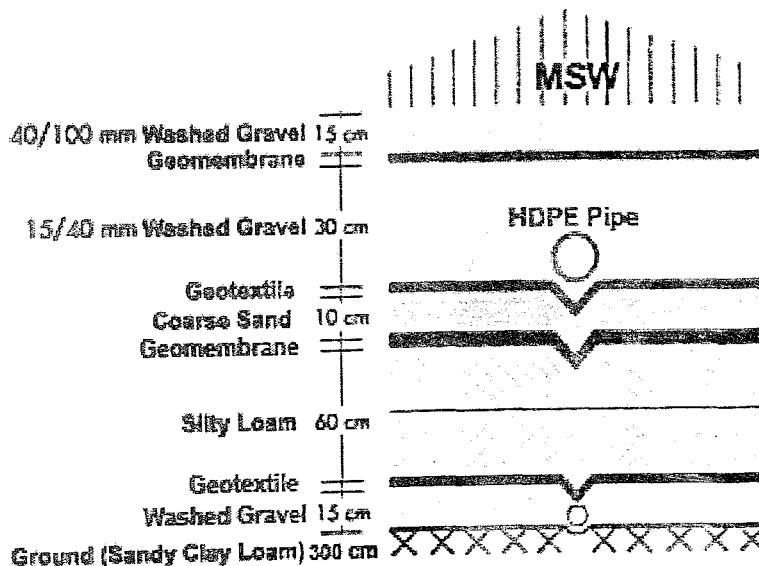 MSW
40/100 mm Washed Gravel 15 cm
Geomembrane
15/40 mm Washed Gravel 30 cm
HDPE Pipe
Geotextile
Coarse Sand 10 cm
Geomembrane
Silty Loam 60 cm
Geotextile
Washed Gravel 15 cm
Ground (Sandy Clay Loam) 300 cm